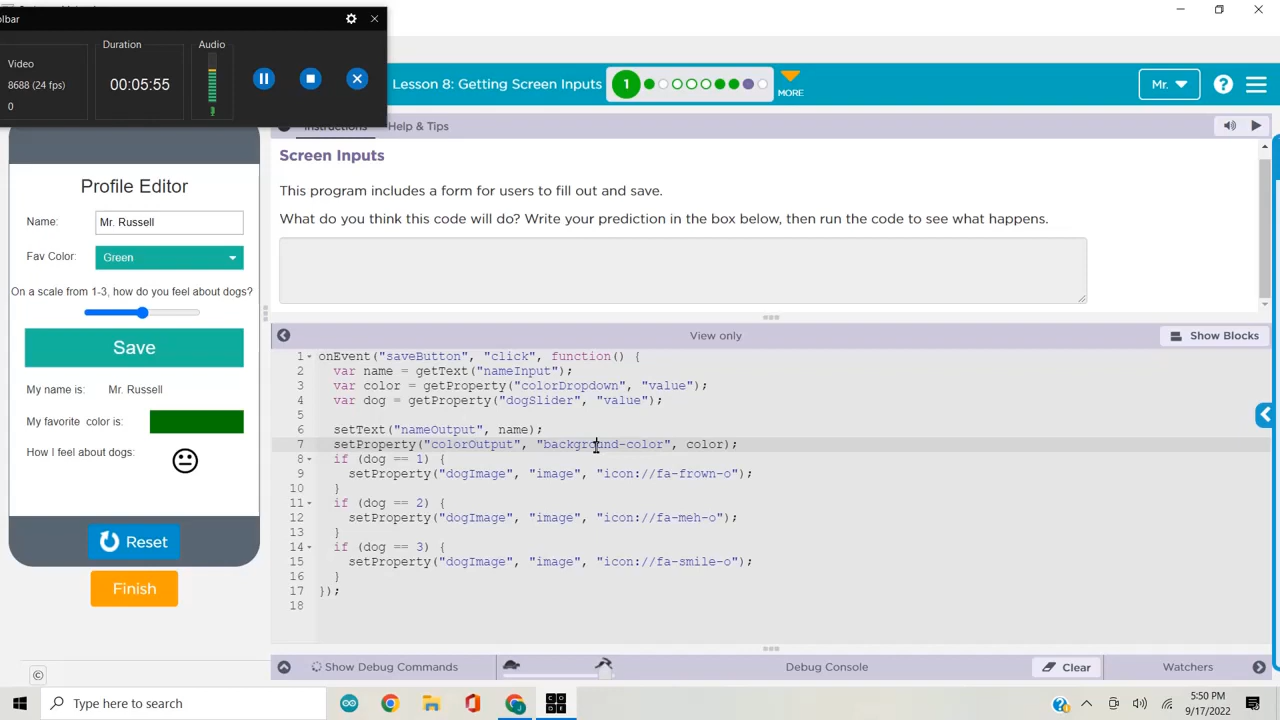 olbar
Video
8688 (24 fps)
0
Duration
00:05:55
Audio
Lesson 8: Getting Screen Inputs
1
MORE
Mr.
Instructions
Help & Tips
Screen Inputs
This program includes a form for users to fill out and save.
What do you think this code will do? Write your prediction in the box below, then run the code to see what happens.
Profile Editor
Name:
Mr. Russell
Fav Color:
Green
On a scale from 1-3, how do you feel about dogs?
Save
My name is:
Mr. Russell
My favorite color is:
How I feel about dogs:
Reset
Finish
View only
Show Blocks
1 onEvent("saveButton", "click", function() {
2 var name = getText("nameInput");
3 var color = getProperty("colorDropdown", "value");
4 var dog = getProperty("dogSlider", "value");
5
6 setText("nameOutput", name);
7 setProperty("colorOutput", "background-color", color);
8 if (dog == 1) {
9 setProperty("dogImage", "image", "icon://fa-frown-o");
10 }
11 if (dog == 2) {
12 setProperty("dogImage", "image", "icon://fa-meh-o");
13 }
14 if (dog == 3) {
15 setProperty("dogImage", "image", "icon://fa-smile-o");
16 }
17 });
18
Show Debug Commands
Debug Console
Clear
Watchers
Type here to search
5:50 PM
9/17/2022